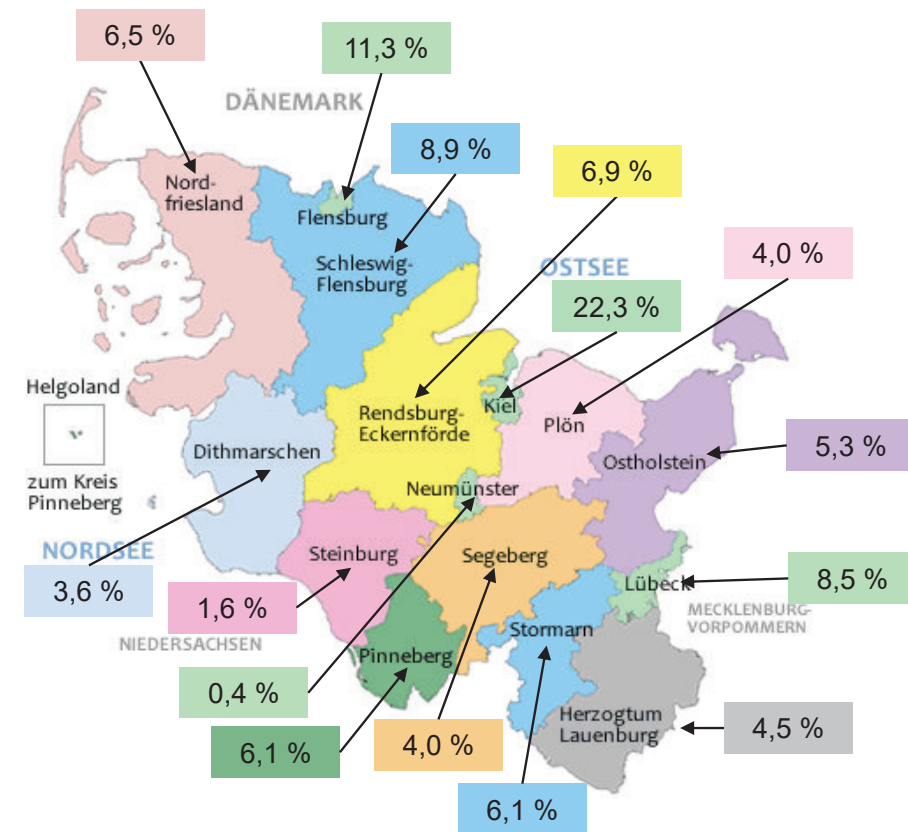 6,5 %
11,3 %
DÄNEMARK
8,9 %
6,9 %
Nord-
friesland
Flensburg
4,0 %
Schleswig-
Flensburg
OSTSEE
22,3 %
Helgoland
Kiel
Rendsburg-
Eckernförde
Plön
Dithmarschen
5,3 %
Ostholstein
zum Kreis
Pinneberg
Neumünster
NORDSEE
Steinburg
Segeberg
3,6 %
Lübeck
8,5 %
1,6 %
MECKLENBURG-
VORPOMMERN
NIEDERSACHSEN
Stormarn
Pinneberg
0,4 %
Herzogtum
Lauenburg
4,5 %
6,1 %
4,0 %
6,1 %